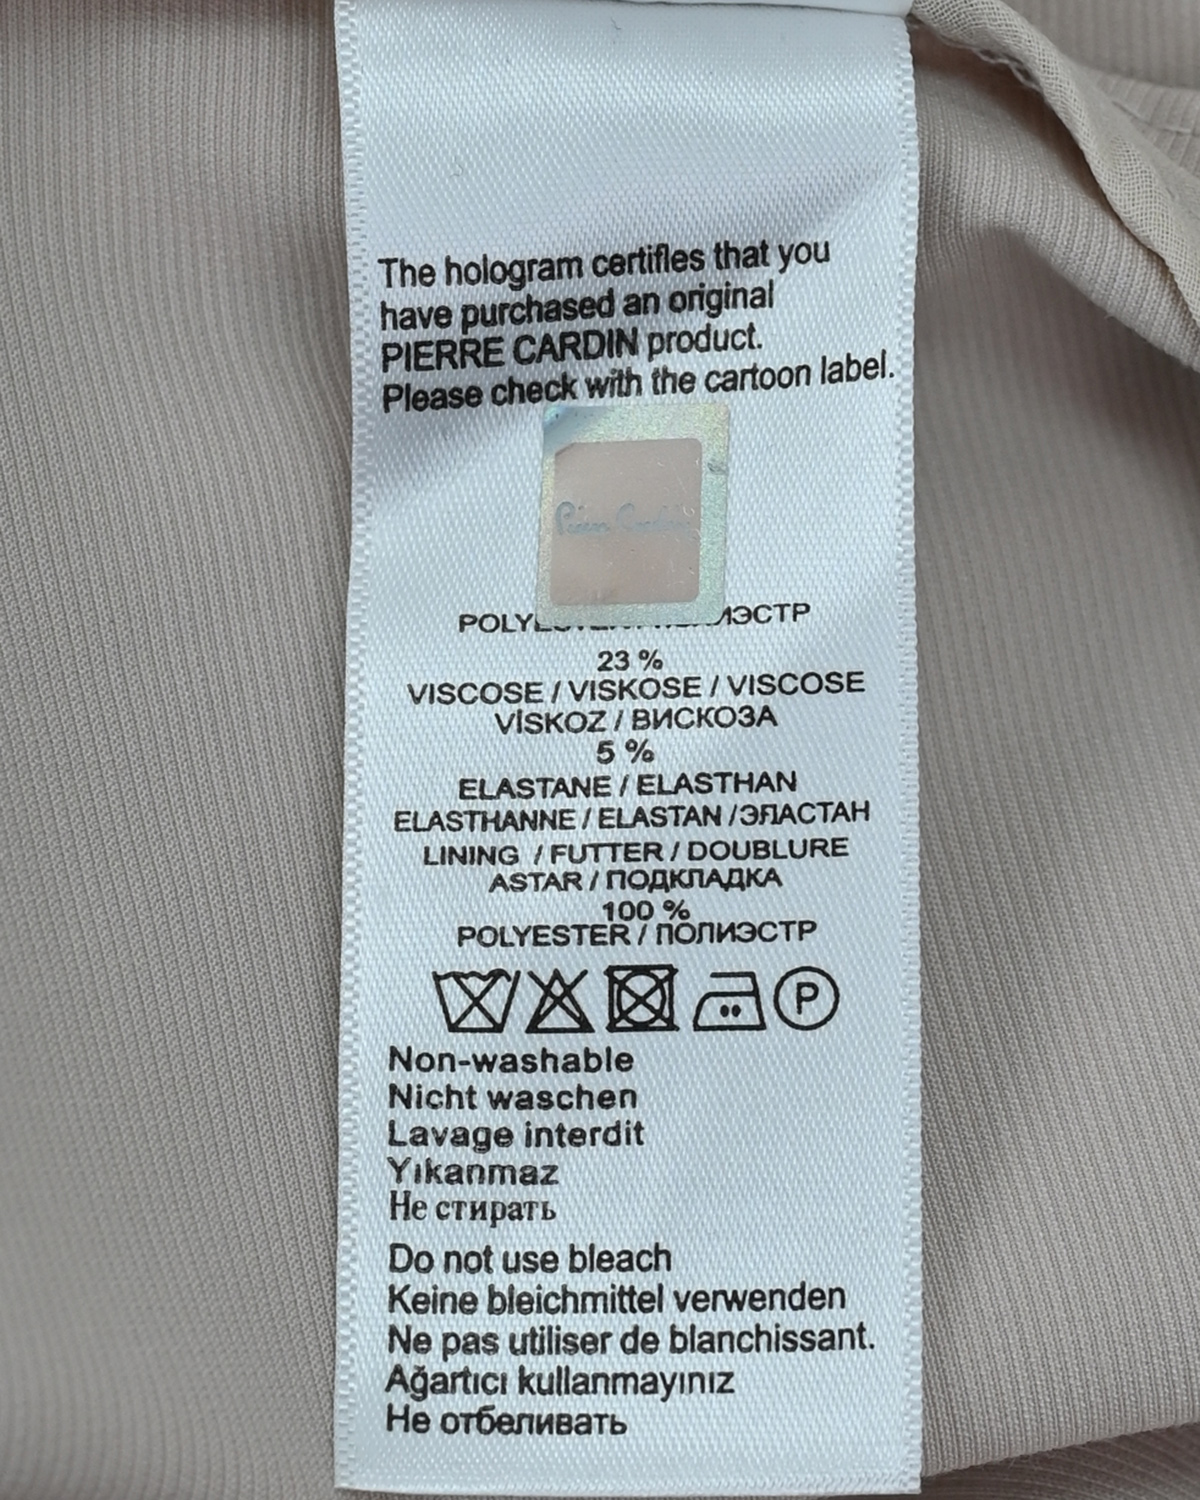 The hologram certifles that you
have purchased an original
PIERRE CARDIN product.
Please check with the cartoon label.
Pierre Cardin
23 %
VISCOSE / VISKOSE / VISCOSE
VİSKOZ / ВИСКОЗА
5 %
ELASTANE / ELASTHAN
ELASTHANNE / ELASTAN /ЭЛАСТАН
LINING / FUTTER / DOUBLURE
ASTAR / ПОДКЛАДКА
100 %
POLYESTER / ПОЛИЭСТР
P
Non-washable
Nicht waschen
Lavage interdit
Yıkanmaz
Не стирать
Do not use bleach
Keine bleichmittel verwenden
Ne pas utiliser de blanchissant.
Ağartıcı kullanmayınız
Не отбеливать